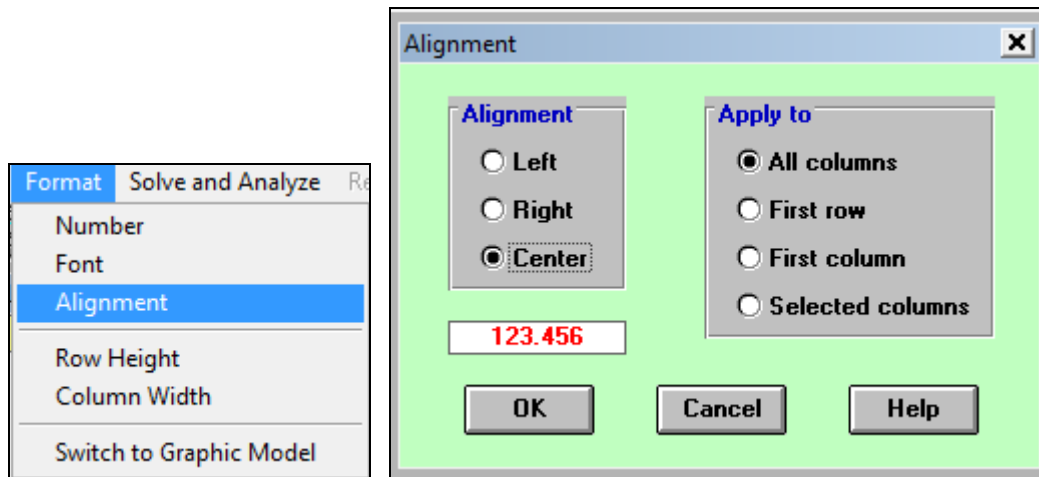 Format Solve and Analyze Re
Number
Font
Alignment
Row Height
Column Width
Switch to Graphic Model
Alignment
Alignment
Left
Right
Center
123.456
Apply to
All columns
First row
First column
Selected columns
OK Cancel Help